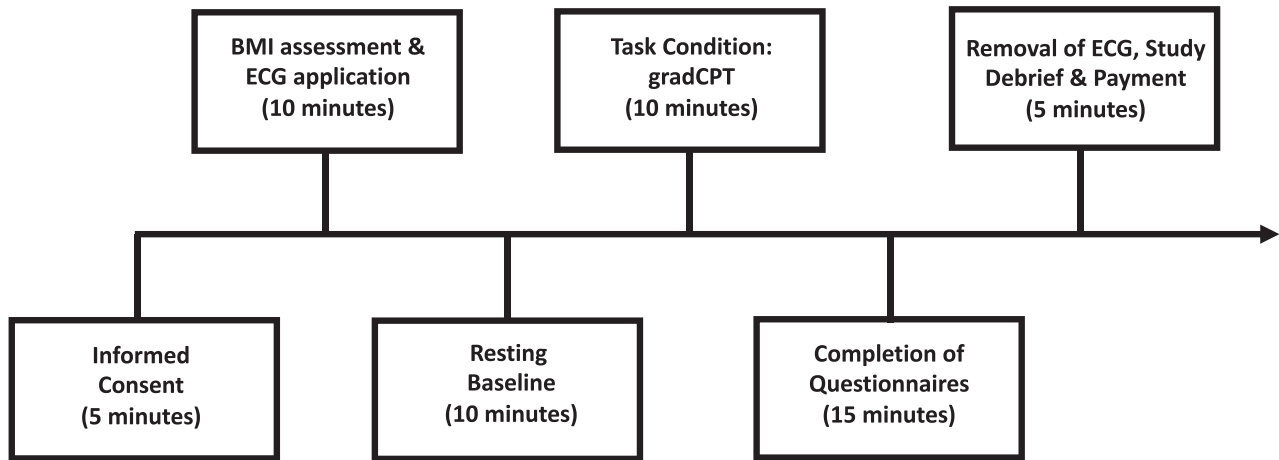 BMI assessment &
ECG application
(10 minutes)
Task Condition:
gradCPT
(10 minutes)
Removal of ECG, Study
Debrief & Payment
(5 minutes)
Informed
Consent
(5 minutes)
Resting
Baseline
(10 minutes)
Completion of
Questionnaires
(15 minutes)